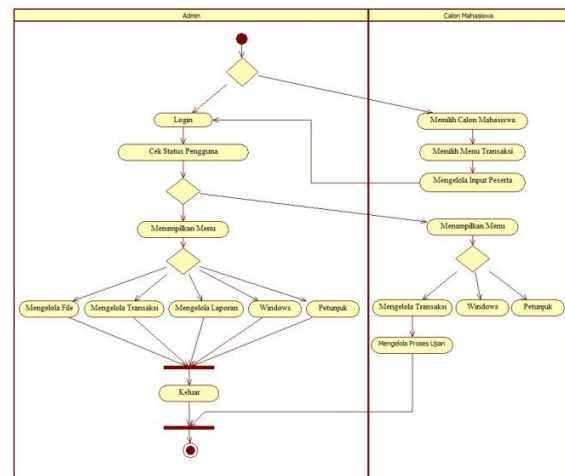 Admin
Calon Mahasiswa
Login
Memilih Calon Mahasiswa
Cek Status Pengguna
Memilih Menu Transaksi
Mengelola Input Peserta
Menampilkan Menu
Menampilkan Menu
Mengelola File
Mengelola Transaksi
Mengelola Laporan
Windows
Petunjuk
Mengelola Transaksi
Windows
Petunjuk
Mengelola Proses Ujian
Keluar